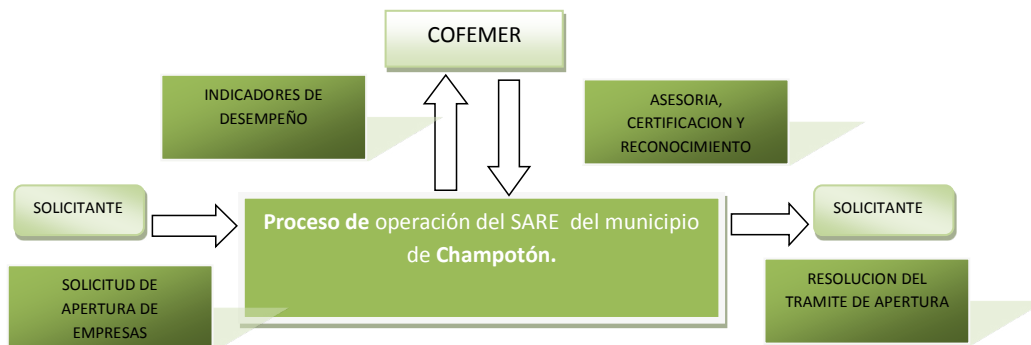 COFEMER
INDICADORES DE
DESEMPEÑO
ASESORIA,
CERTIFICACION Y
RECONOCIMIENTO
SOLICITANTE
Proceso de operación del SARE del municipio
de Champotón.
SOLICITANTE
SOLICITUD DE
APERTURA DE
EMPRESAS
RESOLUCION DEL
TRAMITE DE APERTURA